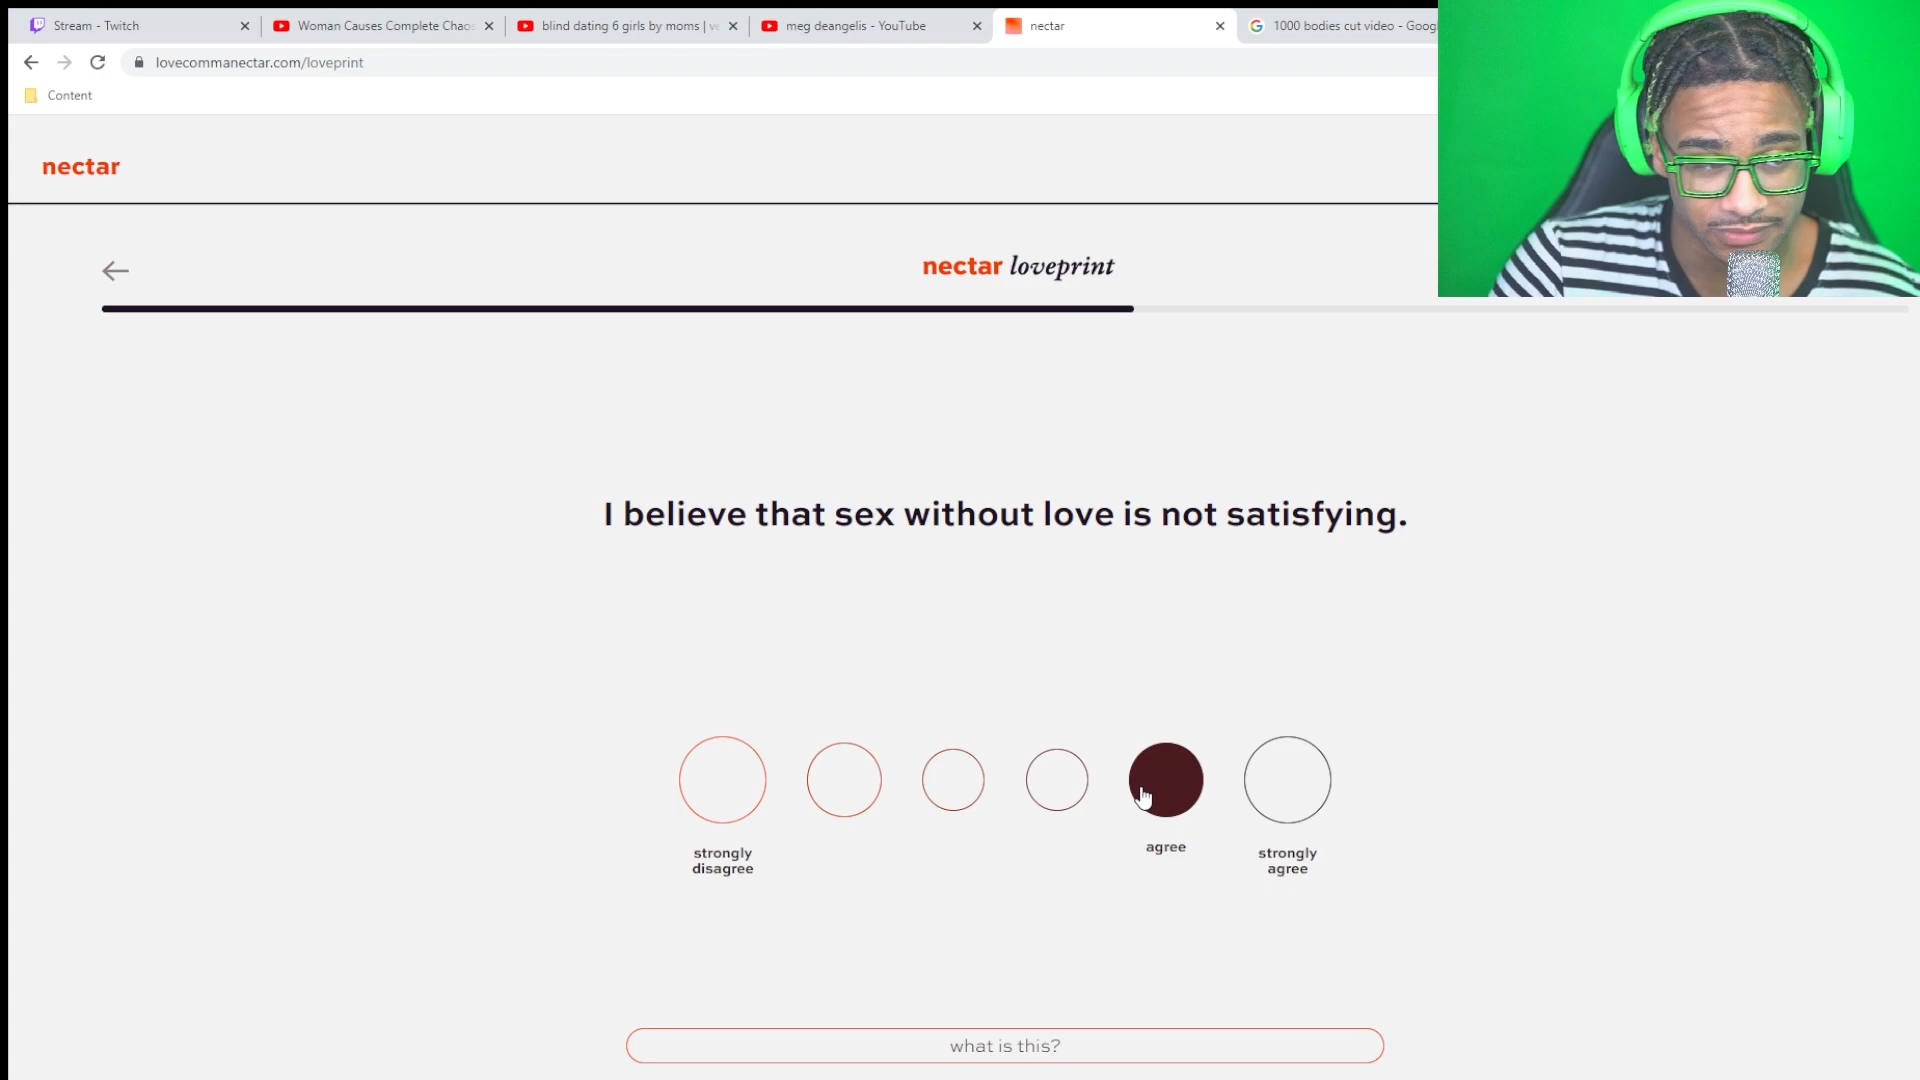 Stream - Twitch
Woman Causes Complete Chaos
blind dating 6 girls by moms | ve
meg deangelis - YouTube
nectar
1000 bodies cut video - Goog
lovecommanectar.com/loveprint
Content
nectar
nectar loveprint
I believe that sex without love is not satisfying.
strongly
disagree
agree
strongly
agree
what is this?